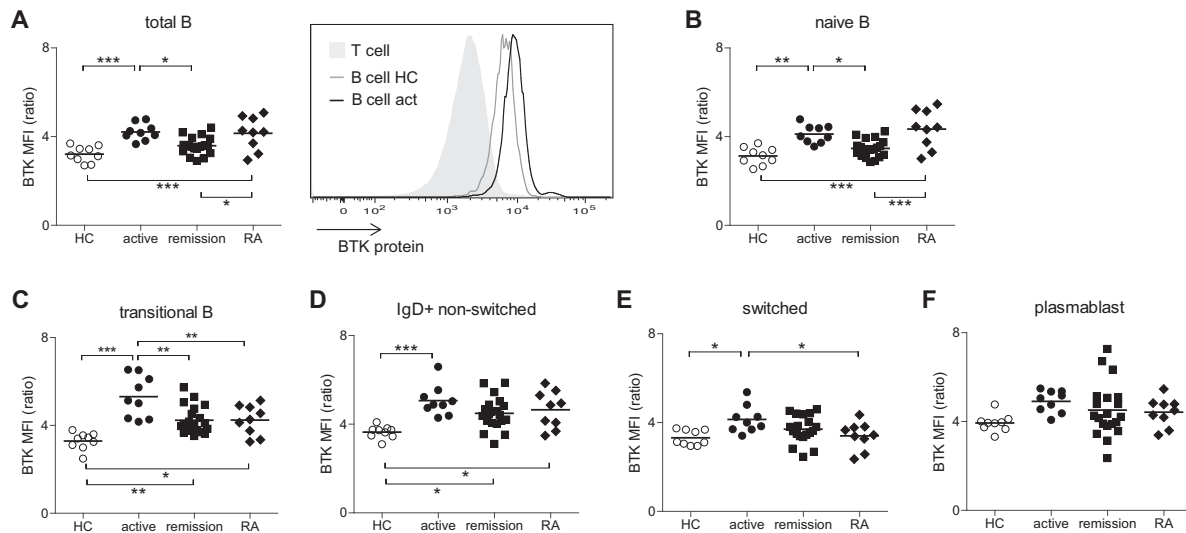 A
total B
BTK MFI (ratio)
8
4
0
***
*
***
*
HC
active
remission
RA
T cell
B cell HC
B cell act
0
10²
10³
10⁴
10⁵
BTK protein
B
naive B
BTK MFI (ratio)
8
4
0
**
*
***
***
HC
active
remission
RA
C
transitional B
BTK MFI (ratio)
8
4
0
**
***
**
*
**
HC
active
remission
RA
D
IgD+ non-switched
BTK MFI (ratio)
8
4
0
***
*
*
HC
active
remission
RA
E
switched
BTK MFI (ratio)
8
4
0
*
*
HC
active
remission
RA
F
plasmablast
BTK MFI (ratio)
8
4
0
HC
active
remission
RA